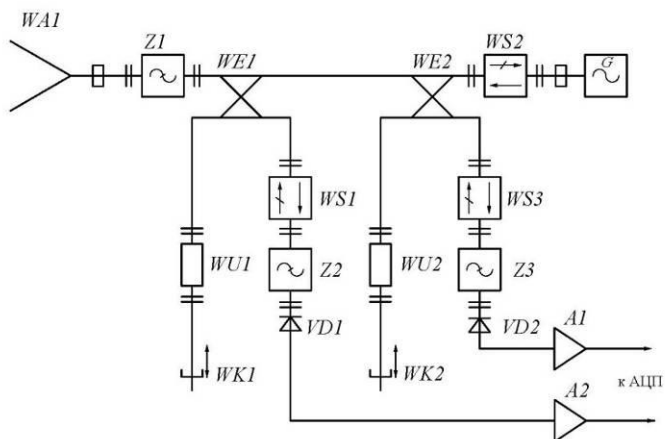 WA1
Z1
WE1
WE2
WS2
G
WS1
WS3
WU1
Z2
WU2
Z3
VD1
VD2
A1
WK1
WK2
к АЦП
A2